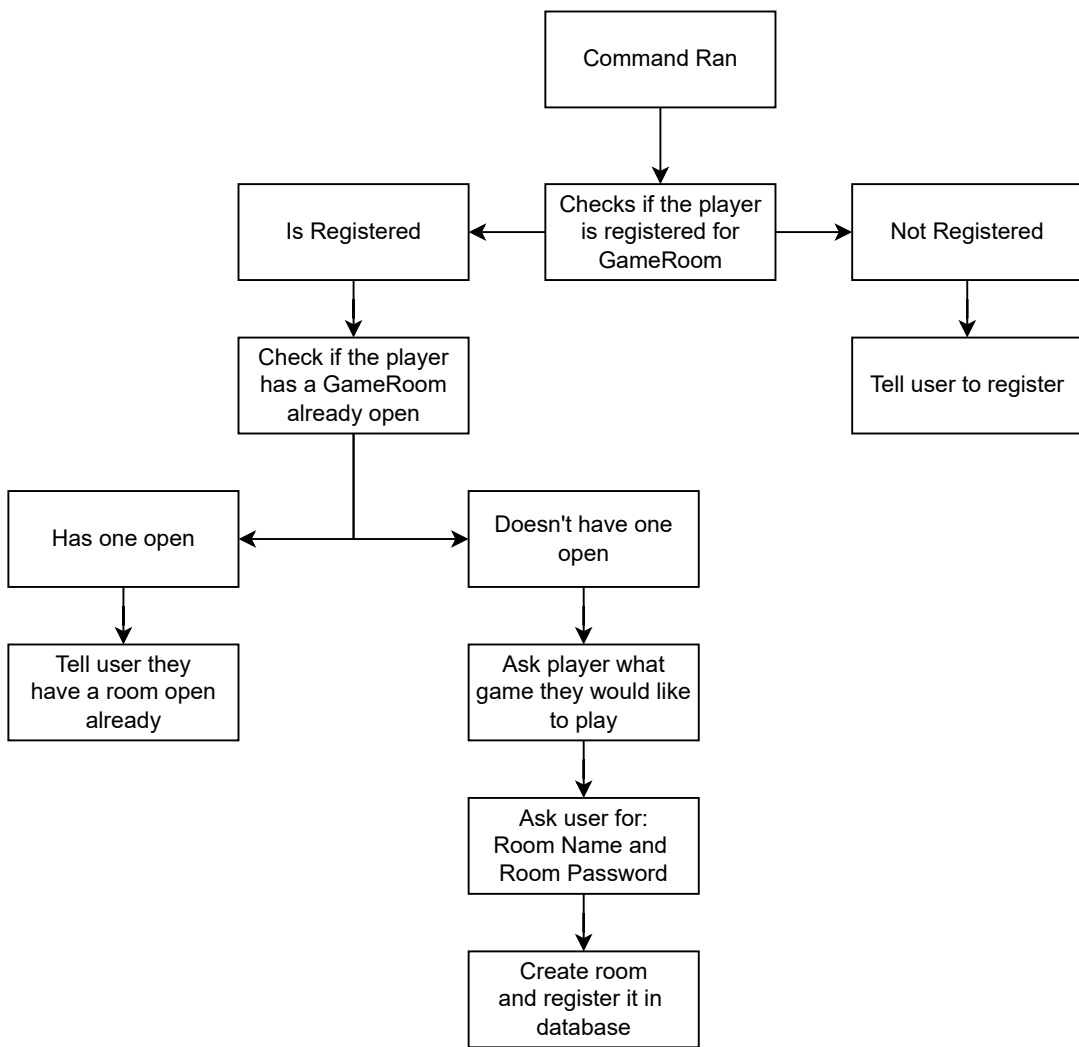 Command Ran
Is Registered
Checks if the player
is registered for
GameRoom
Not Registered
Check if the player
has a GameRoom
already open
Tell user to register
Has one open
Doesn't have one
open
Tell user they
have a room open
already
Ask player what
game they would like
to play
Ask user for:
Room Name and
Room Password
Create room
and register it in
database